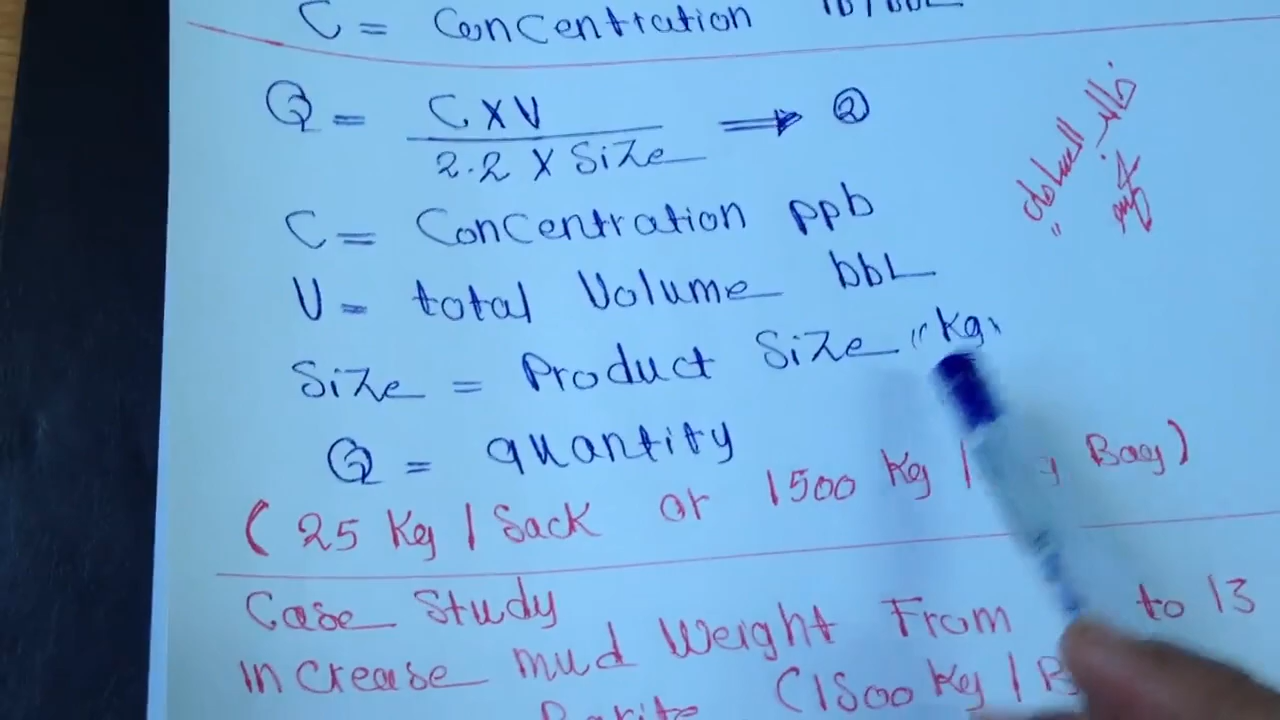 C = Concentration
Q = C X V / 2.2 X Size ⟹ ②
C = Concentration ppb
V = total Volume bbL
Size = Product Size "Kg"
Q = quantity
( 25 Kg / Sack or 1500 Kg / Bag )
Case Study
increase mud Weight From to 13
(1500 Kg / B